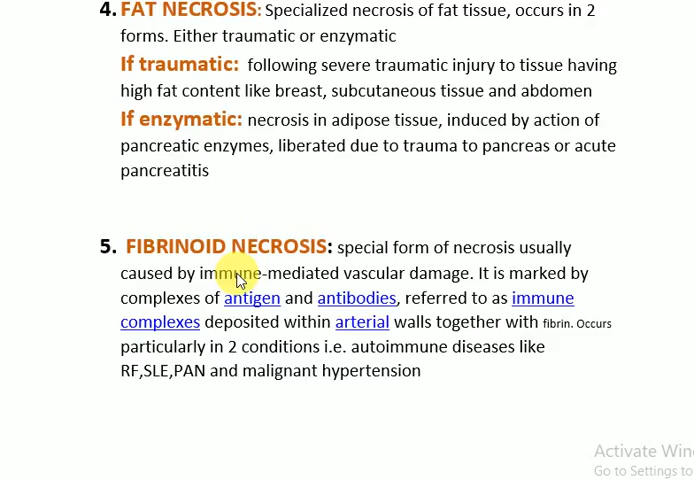 4. FAT NECROSIS: Specialized necrosis of fat tissue, occurs in 2
forms. Either traumatic or enzymatic
If traumatic: following severe traumatic injury to tissue having
high fat content like breast, subcutaneous tissue and abdomen
If enzymatic: necrosis in adipose tissue, induced by action of
pancreatic enzymes, liberated due to trauma to pancreas or acute
pancreatitis
5. FIBRINOID NECROSIS: special form of necrosis usually
caused by immune-mediated vascular damage. It is marked by
complexes of antigen and antibodies, referred to as immune
complexes deposited within arterial walls together with fibrin. Occurs
particularly in 2 conditions i.e. autoimmune diseases like
RF,SLE,PAN and malignant hypertension
Activate Win
Go to Settings to